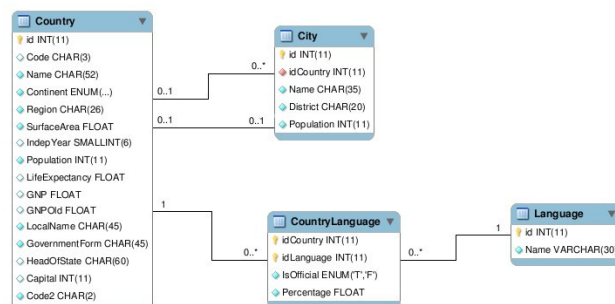 Country
id INT(11)
Code CHAR(3)
Name CHAR(52)
Continent ENUM(...)
Region CHAR(26)
SurfaceArea FLOAT
IndepYear SMALLINT(6)
Population INT(11)
LifeExpectancy FLOAT
GNP FLOAT
GNPOld FLOAT
LocalName CHAR(45)
GovernmentForm CHAR(45)
HeadOfState CHAR(60)
Capital INT(11)
Code2 CHAR(2)
0..1
0..*
0..1
0..1
City
id INT(11)
idCountry INT(11)
Name CHAR(35)
District CHAR(20)
Population INT(11)
1
0..*
CountryLanguage
idCountry INT(11)
idLanguage INT(11)
IsOfficial ENUM('T','F')
Percentage FLOAT
0..*
1
Language
id INT(11)
Name VARCHAR(30)